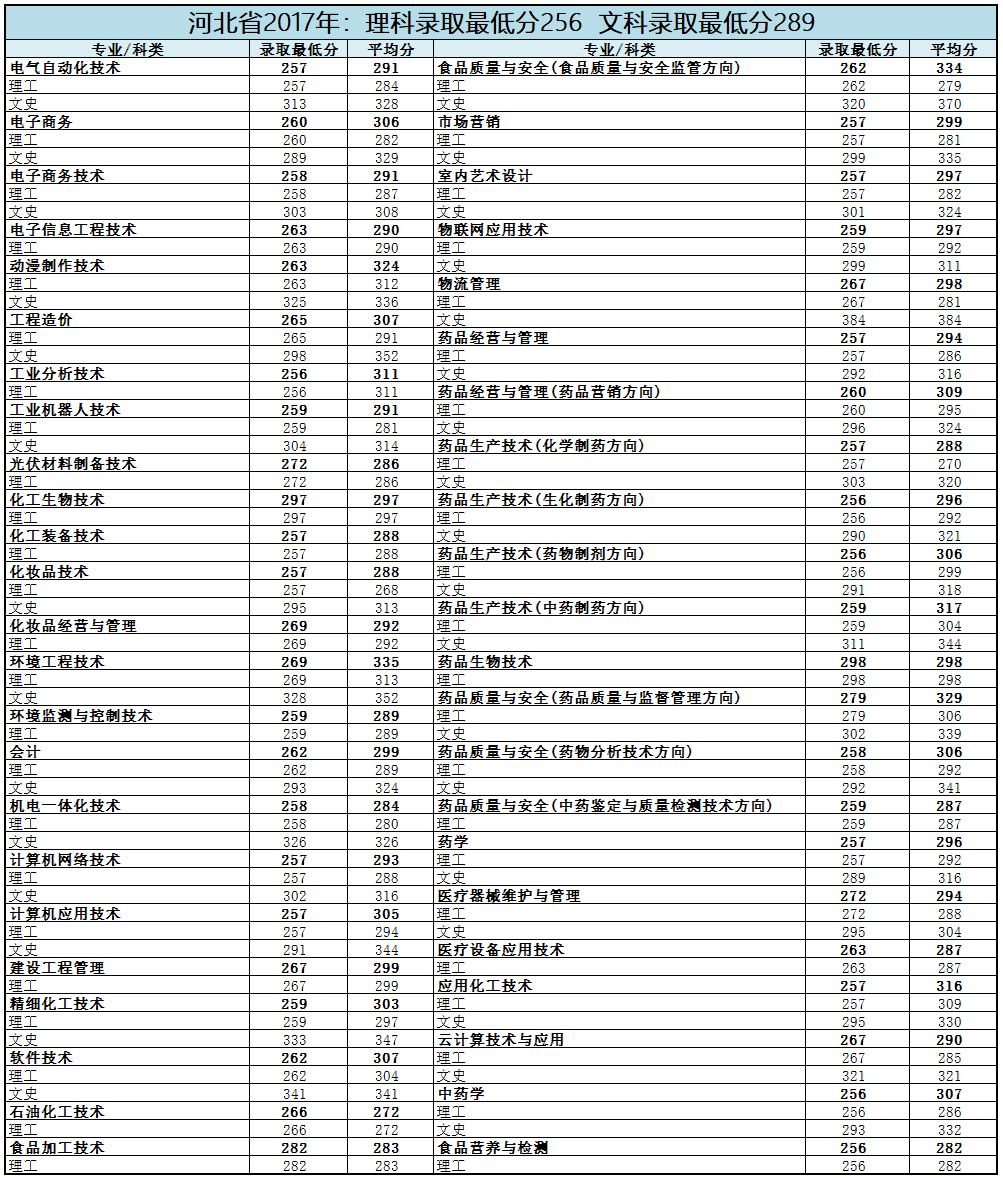 河北省2017年：理科录取最低分256 文科录取最低分289
专业/科类 录取最低分 平均分 专业/科类 录取最低分 平均分
电气自动化技术 257 291 食品质量与安全(食品质量与安全监管方向) 262 334
理工 257 284 理工 262 279
文史 313 328 文史 320 370
电子商务 260 306 市场营销 257 299
理工 260 282 理工 257 281
文史 289 329 文史 299 335
电子商务技术 258 291 室内艺术设计 257 297
理工 258 287 理工 257 282
文史 303 308 文史 301 324
电子信息工程技术 263 290 物联网应用技术 259 297
理工 263 290 理工 259 292
动漫制作技术 263 324 文史 299 311
理工 263 312 物流管理 267 298
文史 325 336 理工 267 281
工程造价 265 307 文史 384 384
理工 265 291 药品经营与管理 257 294
文史 298 352 理工 257 286
工业分析技术 256 311 文史 292 316
理工 256 311 药品经营与管理(药品营销方向) 260 309
工业机器人技术 259 291 理工 260 295
理工 259 281 文史 296 324
文史 304 314 药品生产技术(化学制药方向) 257 288
光伏材料制备技术 272 286 理工 257 270
理工 272 286 文史 303 320
化工生物技术 297 297 药品生产技术(生化制药方向) 256 296
理工 297 297 理工 256 292
化工装备技术 257 288 文史 290 321
理工 257 288 药品生产技术(药物制剂方向) 256 306
化妆品技术 257 288 理工 256 299
理工 257 268 文史 291 318
文史 295 313 药品生产技术(中药制药方向) 259 317
化妆品经营与管理 269 292 理工 259 304
理工 269 292 文史 311 344
环境工程技术 269 335 药品生物技术 298 298
理工 269 313 理工 298 298
文史 328 352 药品质量与安全(药品质量与监督管理方向) 279 329
环境监测与控制技术 259 289 理工 279 306
理工 259 289 文史 302 339
会计 262 299 药品质量与安全(药物分析技术方向) 258 306
理工 262 289 理工 258 292
文史 293 324 文史 292 341
机电一体化技术 258 284 药品质量与安全(中药鉴定与质量检测技术方向) 259 287
理工 258 280 理工 259 287
文史 326 326 药学 257 296
计算机网络技术 257 293 理工 257 292
理工 257 288 文史 289 316
文史 302 316 医疗器械维护与管理 272 294
计算机应用技术 257 305 理工 272 288
理工 257 294 文史 295 304
文史 291 344 医疗设备应用技术 263 287
建设工程管理 267 299 理工 263 287
理工 267 299 应用化工技术 257 316
精细化工技术 259 303 理工 257 309
理工 259 297 文史 295 330
文史 333 347 云计算技术与应用 267 290
软件技术 262 307 理工 267 285
理工 262 304 文史 321 321
文史 341 341 中药学 256 307
石油化工技术 266 272 理工 256 286
理工 266 272 文史 293 332
食品加工技术 282 283 食品营养与检测 256 282
理工 282 283 理工 256 282